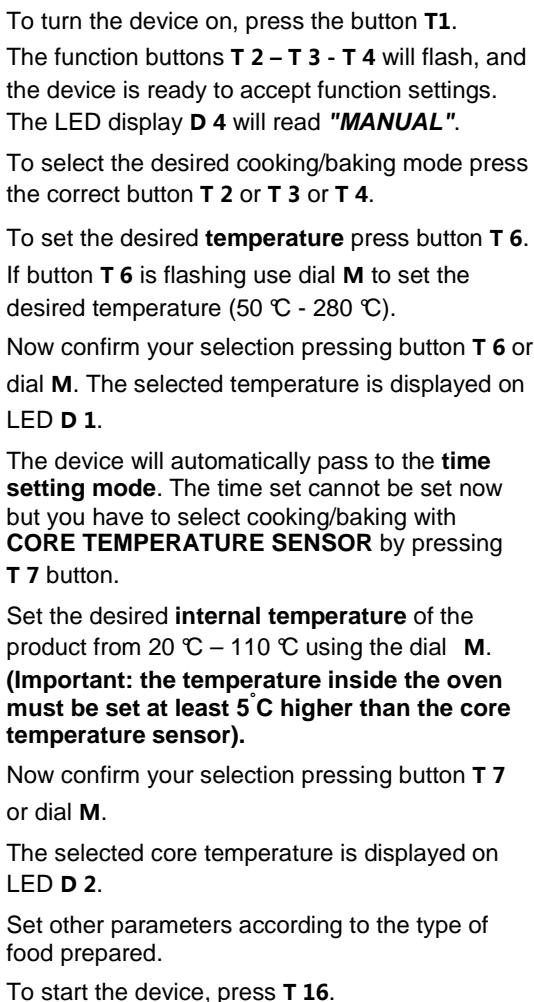 To turn the device on, press the button T1.
The function buttons T 2 – T 3 - T 4 will flash, and
the device is ready to accept function settings.
The LED display D 4 will read "MANUAL".
To select the desired cooking/baking mode press
the correct button T 2 or T 3 or T 4.
To set the desired temperature press button T 6.
If button T 6 is flashing use dial M to set the
desired temperature (50 °C - 280 °C).
Now confirm your selection pressing button T 6 or
dial M. The selected temperature is displayed on
LED D 1.
The device will automatically pass to the time
setting mode. The time set cannot be set now
but you have to select cooking/baking with
CORE TEMPERATURE SENSOR by pressing
T 7 button.
Set the desired internal temperature of the
product from 20 °C – 110 °C using the dial M.
(Important: the temperature inside the oven
must be set at least 5°C higher than the core
temperature sensor).
Now confirm your selection pressing button T 7
or dial M.
The selected core temperature is displayed on
LED D 2.
Set other parameters according to the type of
food prepared.
To start the device, press T 16.